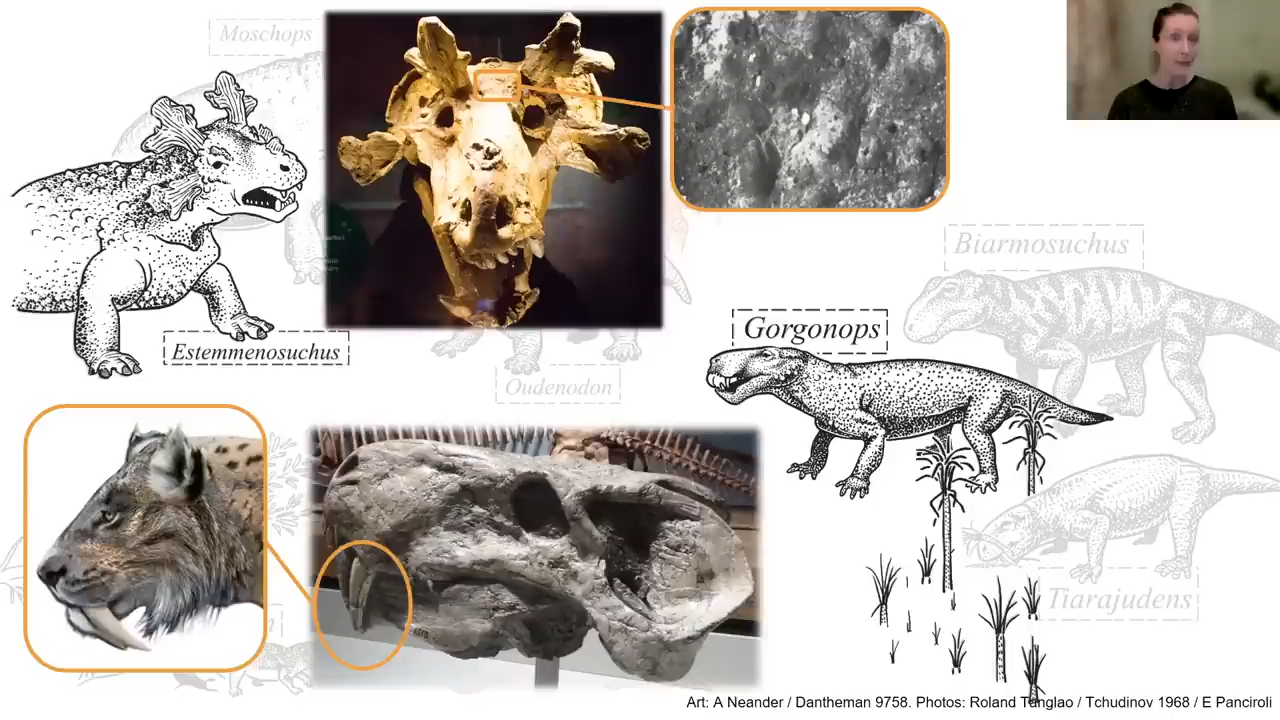 Moschops
Estemmenosuchus
Oudenodon
Biarmosuchus
Gorgonops
Tiarajudens
Art: A Neander / Dantheman 9758. Photos: Roland Tanglao / Tchudinov 1968 / E Panciroli